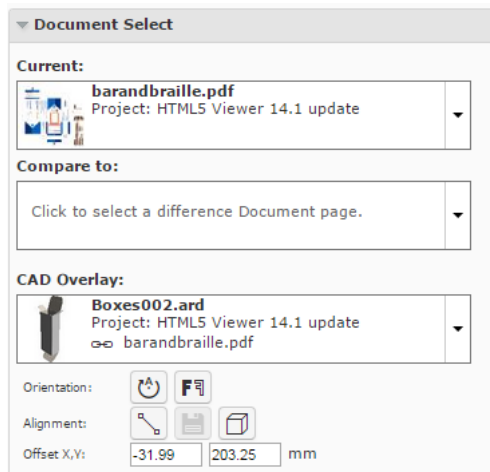 Document Select
Current:
barandbraille.pdf
Project: HTML5 Viewer 14.1 update
Compare to:
Click to select a difference Document page.
CAD Overlay:
Boxes002.ard
Project: HTML5 Viewer 14.1 update
barandbraille.pdf
Orientation:
Alignment:
Offset X,Y: -31.99 203.25 mm